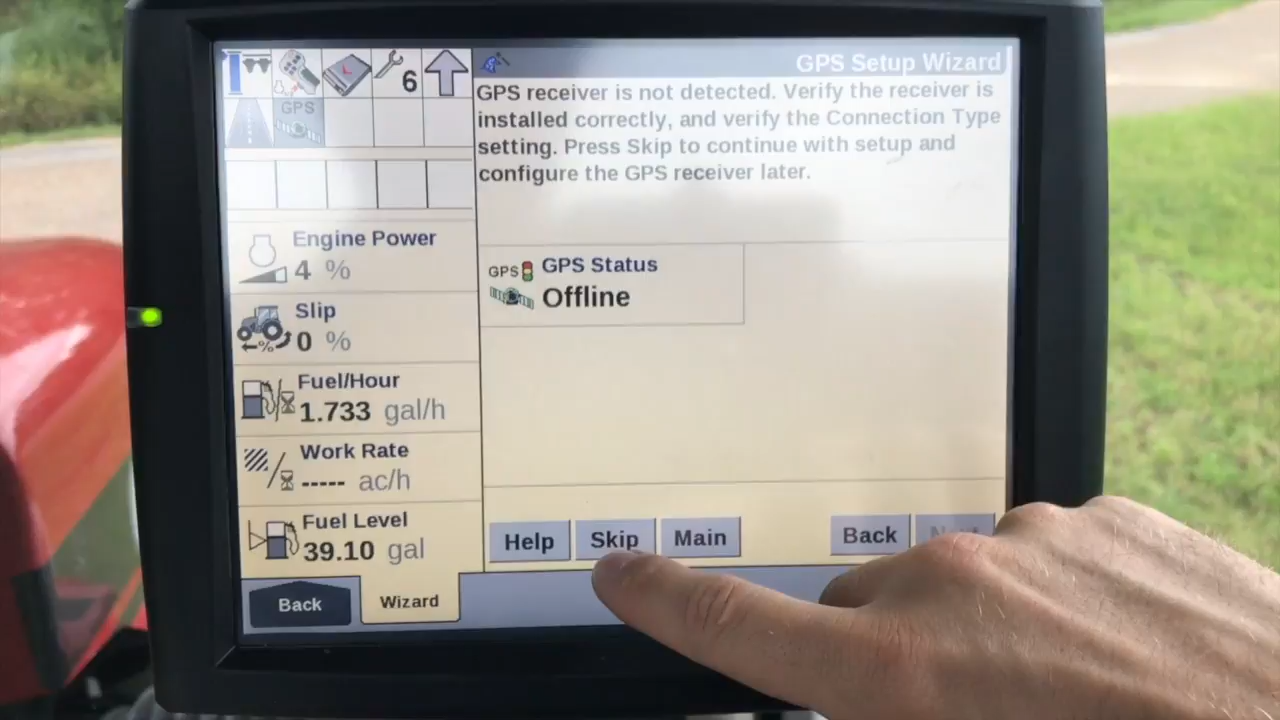 6
GPS
GPS Setup Wizard
GPS receiver is not detected. Verify the receiver is
installed correctly, and verify the Connection Type
setting. Press Skip to continue with setup and
configure the GPS receiver later.
Engine Power
4 %
Slip
%
0 %
Fuel/Hour
1.733 gal/h
Work Rate
----- ac/h
Fuel Level
39.10 gal
GPS
GPS Status
Offline
Help
Skip
Main
Back
Back
Wizard